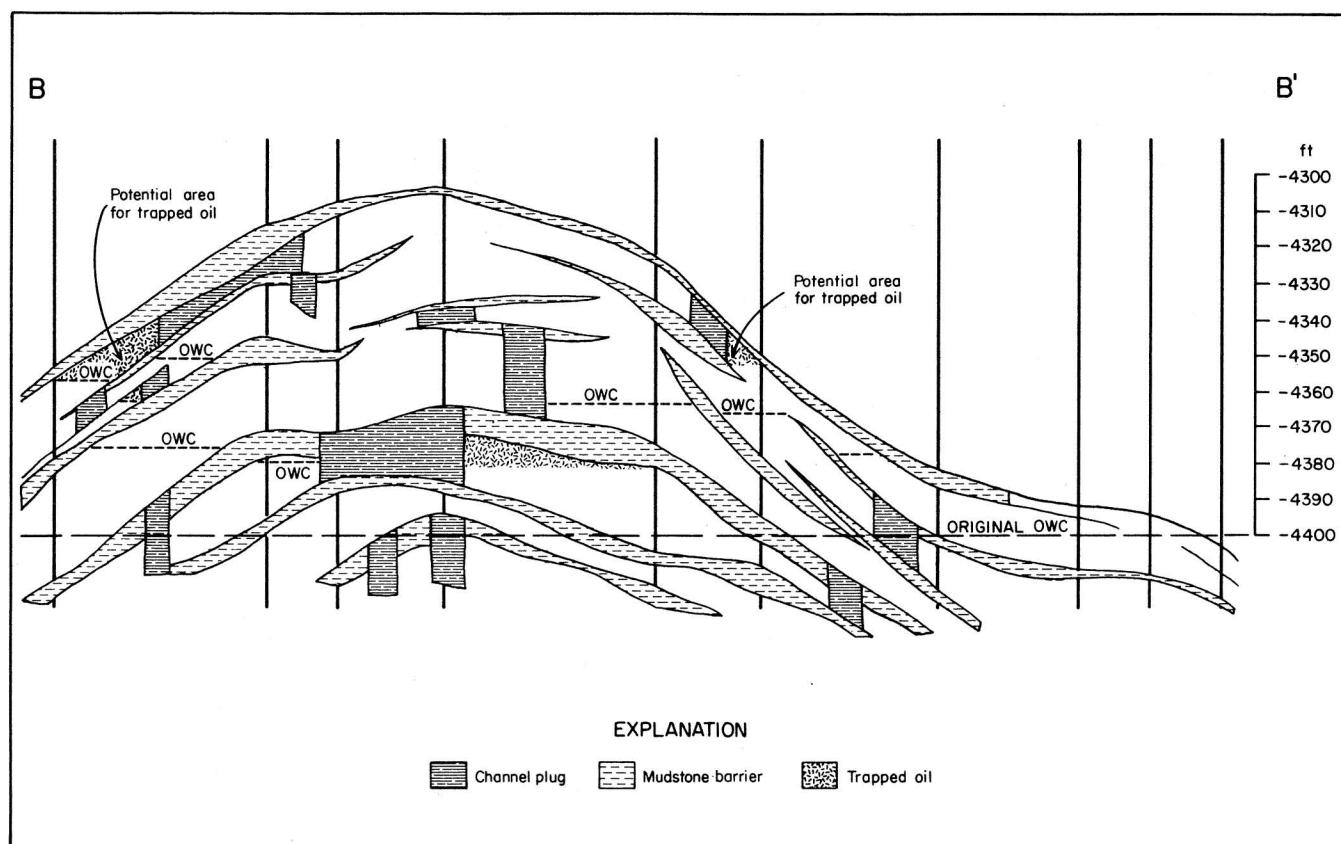 B
B'
ft
-4300
-4310
-4320
-4330
-4340
-4350
-4360
-4370
-4380
-4390
-4400
Potential area
for trapped oil
Potential area
for trapped oil
OWC
OWC
OWC
OWC
OWC
OWC
ORIGINAL OWC
EXPLANATION
Channel plug
Mudstone barrier
Trapped oil